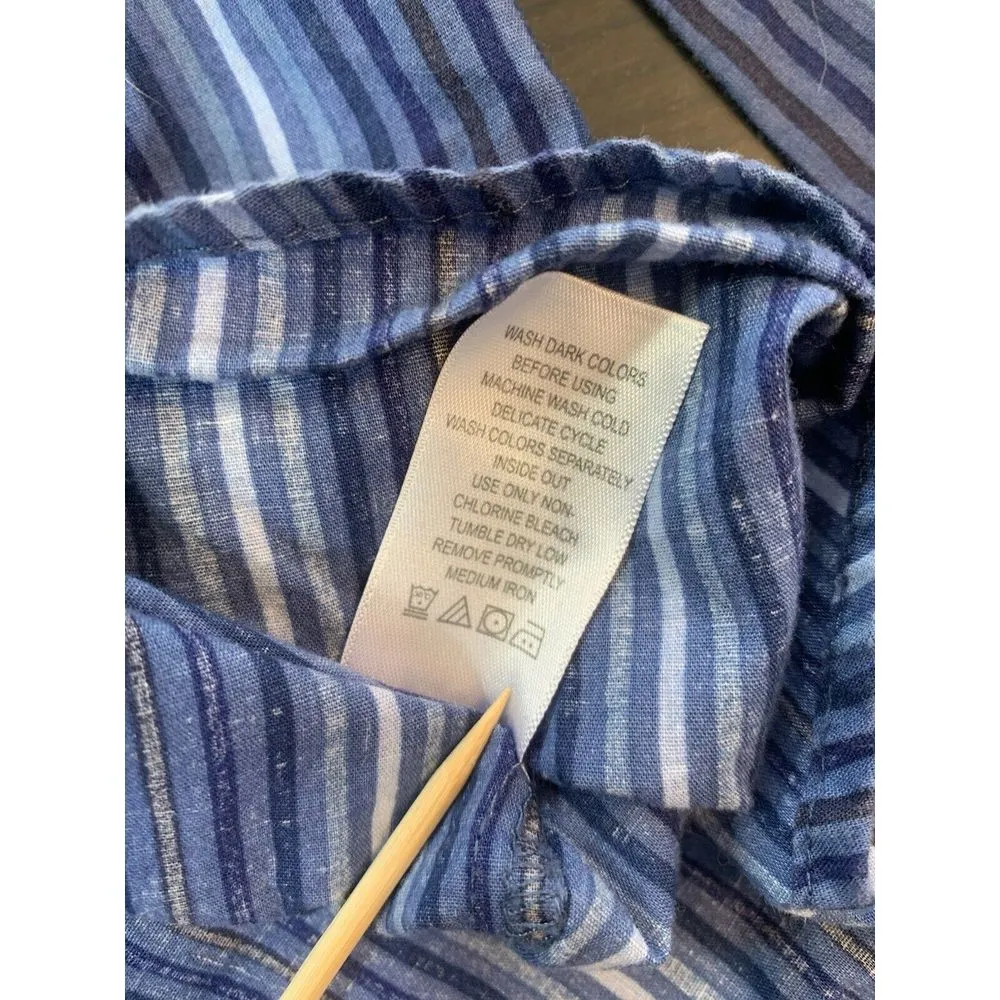 WASH DARK COLORS
BEFORE USING
MACHINE WASH COLD
DELICATE CYCLE
WASH COLORS SEPARATELY
INSIDE OUT
USE ONLY NON-
CHLORINE BLEACH
TUMBLE DRY LOW
REMOVE PROMPTLY
MEDIUM IRON